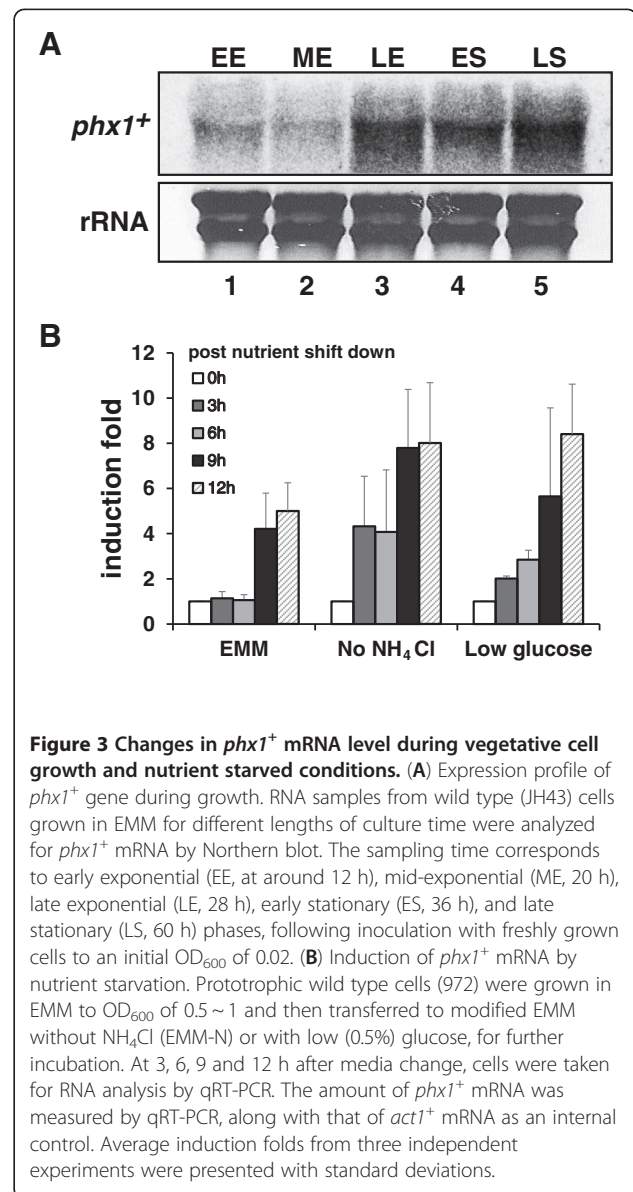 A
EE ME LE ES LS
phx1+
rRNA
1 2 3 4 5
B
12
10
8
6
4
2
0
induction fold
post nutrient shift down
0h
3h
6h
9h
12h
EMM No NH4Cl Low glucose
Figure 3 Changes in phx1+ mRNA level during vegetative cell
growth and nutrient starved conditions. (A) Expression profile of
phx1+ gene during growth. RNA samples from wild type (JH43) cells
grown in EMM for different lengths of culture time were analyzed
for phx1+ mRNA by Northern blot. The sampling time corresponds
to early exponential (EE, at around 12 h), mid-exponential (ME, 20 h),
late exponential (LE, 28 h), early stationary (ES, 36 h), and late
stationary (LS, 60 h) phases, following inoculation with freshly grown
cells to an initial OD600 of 0.02. (B) Induction of phx1+ mRNA by
nutrient starvation. Prototrophic wild type cells (972) were grown in
EMM to OD600 of 0.5 ~ 1 and then transferred to modified EMM
without NH4Cl (EMM-N) or with low (0.5%) glucose, for further
incubation. At 3, 6, 9 and 12 h after media change, cells were taken
for RNA analysis by qRT-PCR. The amount of phx1+ mRNA was
measured by qRT-PCR, along with that of act1+ mRNA as an internal
control. Average induction folds from three independent
experiments were presented with standard deviations.